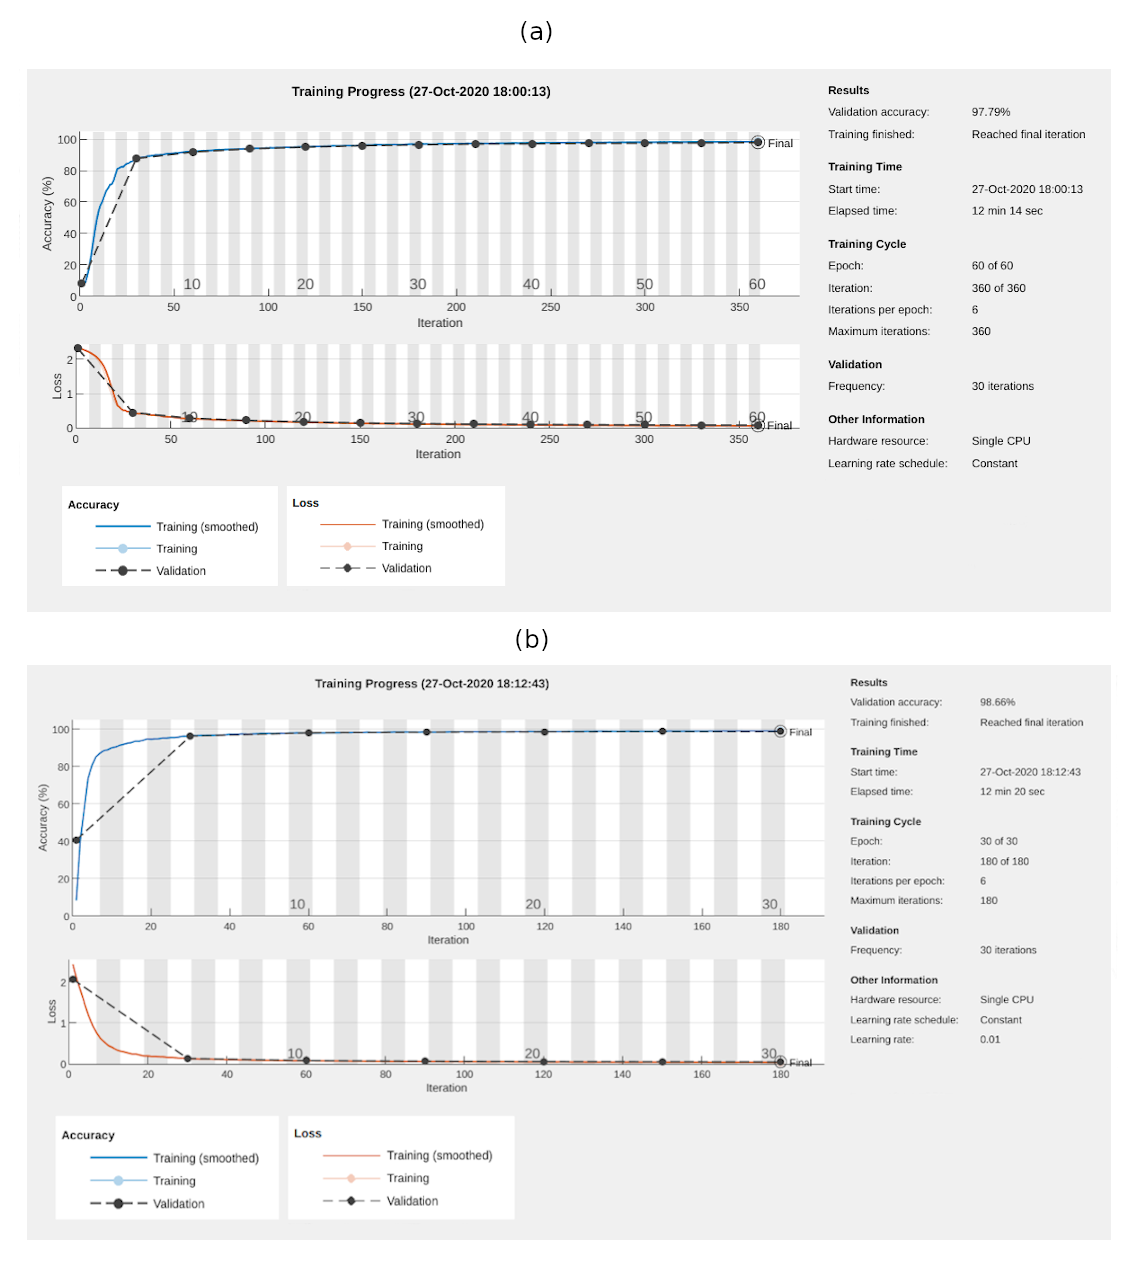 (a)
Training Progress (27-Oct-2020 18:00:13)
100
80
60
40
20
0
Accuracy (%)
10 20 30 40 50 60
Final
0 50 100 150 200 250 300 350
Iteration
2
1
0
Loss
10 20 30 40 50 60
Final
0 50 100 150 200 250 300 350
Iteration
Accuracy
Training (smoothed)
Training
Validation
Loss
Training (smoothed)
Training
Validation
Results
Validation accuracy: 97.79%
Training finished: Reached final iteration
Training Time
Start time: 27-Oct-2020 18:00:13
Elapsed time: 12 min 14 sec
Training Cycle
Epoch: 60 of 60
Iteration: 360 of 360
Iterations per epoch: 6
Maximum iterations: 360
Validation
Frequency: 30 iterations
Other Information
Hardware resource: Single CPU
Learning rate schedule: Constant
(b)
Training Progress (27-Oct-2020 18:12:43)
100
80
60
40
20
0
Accuracy (%)
10 20 30
Final
0 20 40 60 80 100 120 140 160 180
Iteration
2
1
0
Loss
10 20 30
Final
0 20 40 60 80 100 120 140 160 180
Iteration
Accuracy
Training (smoothed)
Training
Validation
Loss
Training (smoothed)
Training
Validation
Results
Validation accuracy: 98.66%
Training finished: Reached final iteration
Training Time
Start time: 27-Oct-2020 18:12:43
Elapsed time: 12 min 20 sec
Training Cycle
Epoch: 30 of 30
Iteration: 180 of 180
Iterations per epoch: 6
Maximum iterations: 180
Validation
Frequency: 30 iterations
Other Information
Hardware resource: Single CPU
Learning rate schedule: Constant
Learning rate: 0.01